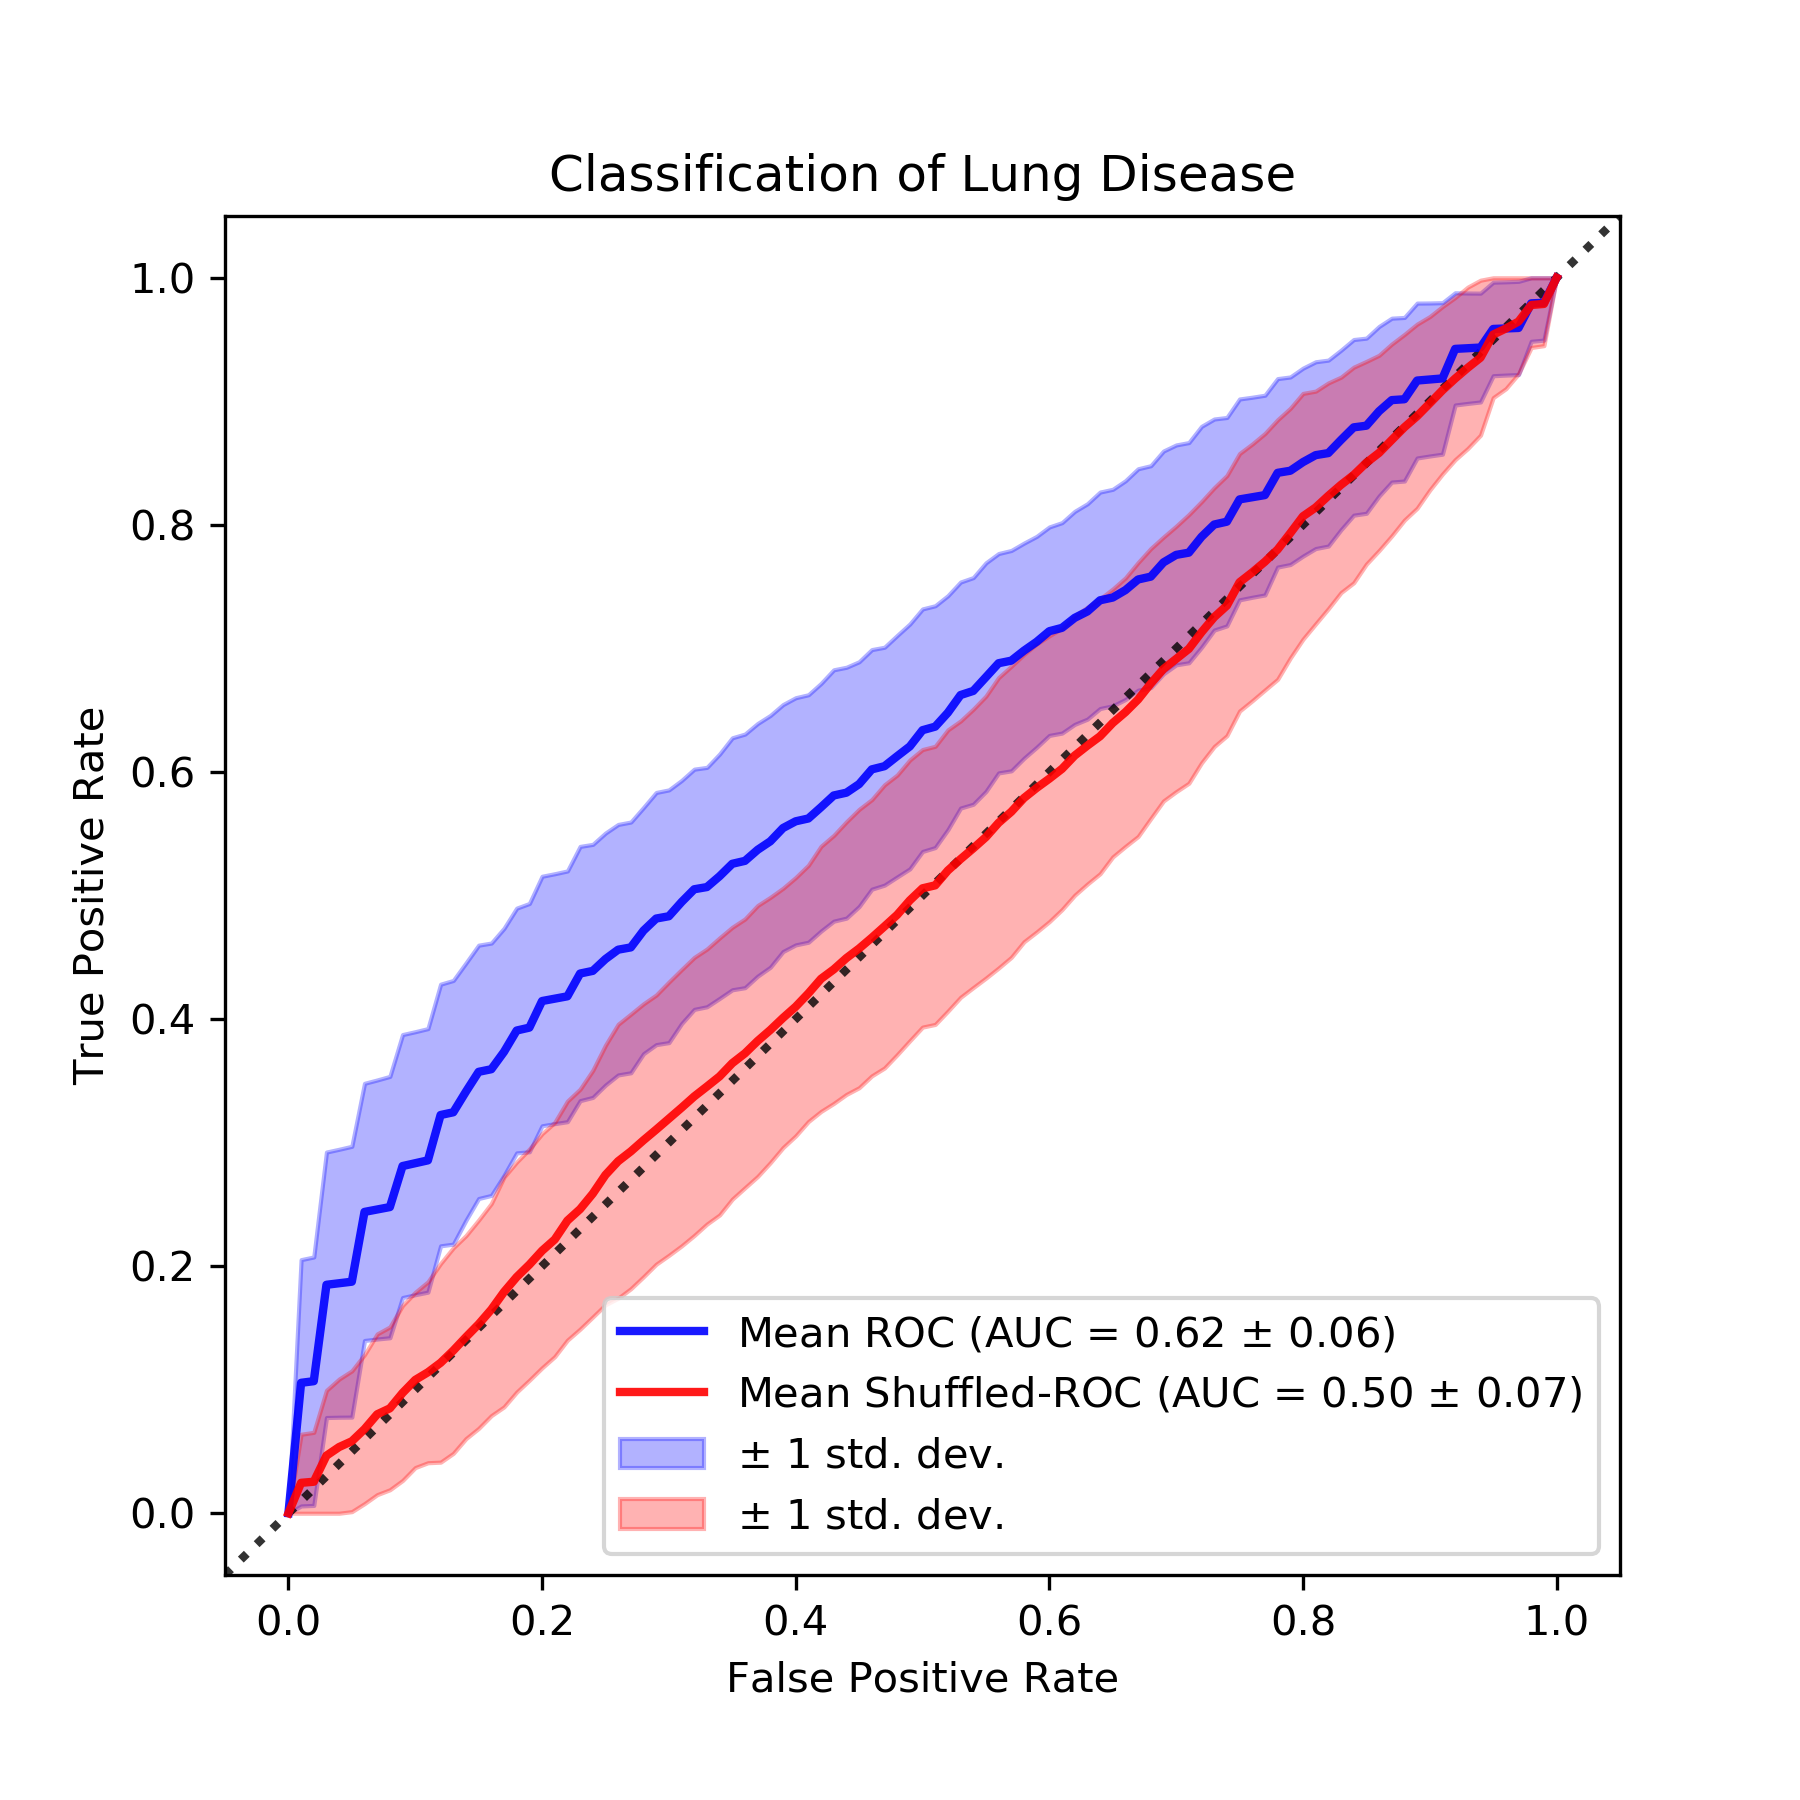 Classification of Lung Disease
1.0
0.8
0.6
0.4
0.2
0.0
True Positive Rate
Mean ROC (AUC = 0.62 ± 0.06)
Mean Shuffled-ROC (AUC = 0.50 ± 0.07)
± 1 std. dev.
± 1 std. dev.
0.0 0.2 0.4 0.6 0.8 1.0
False Positive Rate